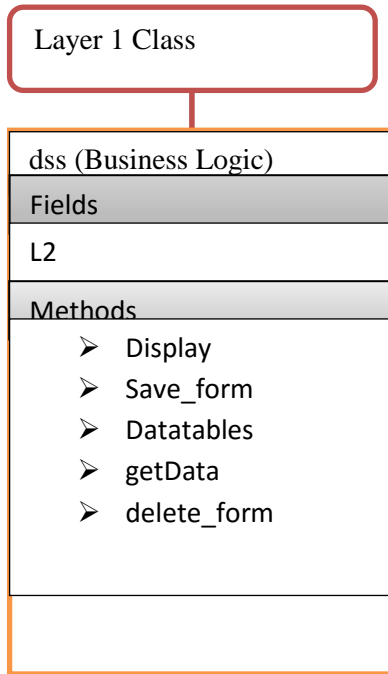 Layer 1 Class
dss (Business Logic)
Fields
L2
Methods
➢ Display
➢ Save_form
➢ Datatables
➢ getData
➢ delete_form